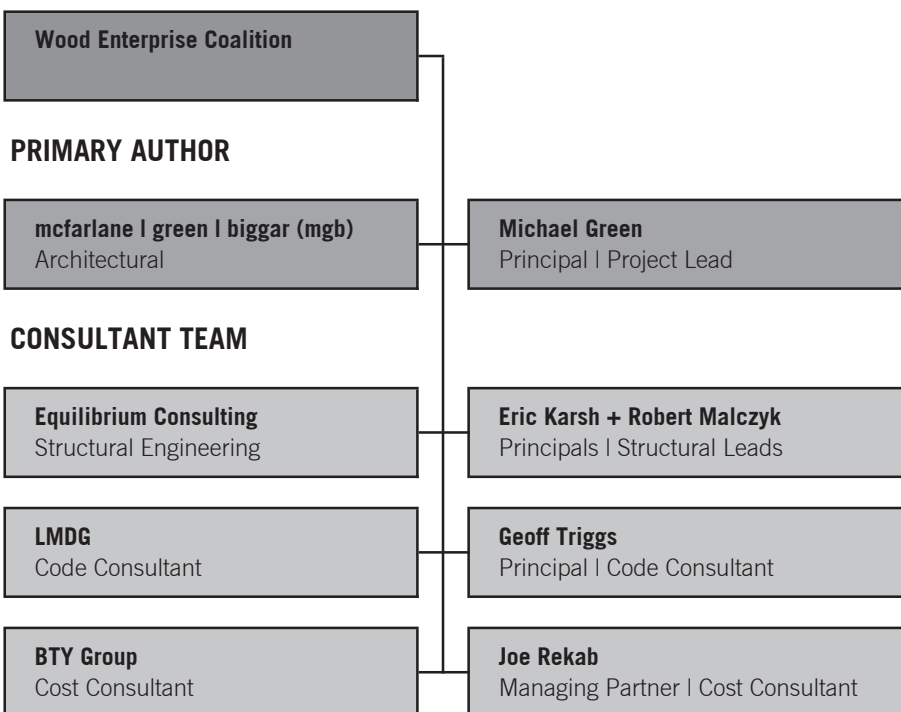 Wood Enterprise Coalition
PRIMARY AUTHOR
mcfarlane l green l biggar (mgb)
Architectural
Michael Green
Principal l Project Lead
CONSULTANT TEAM
Equilibrium Consulting
Structural Engineering
Eric Karsh + Robert Malczyk
Principals l Structural Leads
LMDG
Code Consultant
Geoff Triggs
Principal l Code Consultant
BTY Group
Cost Consultant
Joe Rekab
Managing Partner l Cost Consultant